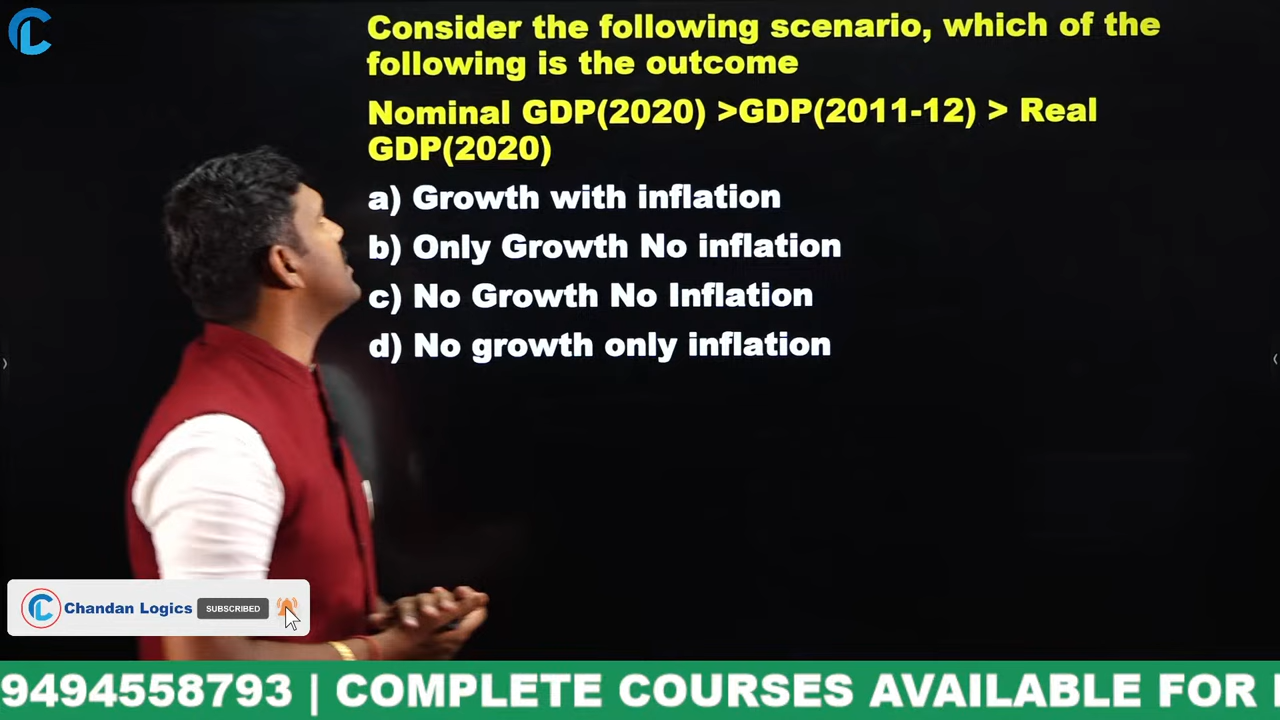 Consider the following scenario, which of the
following is the outcome
Nominal GDP(2020) >GDP(2011-12) > Real
GDP(2020)
a) Growth with inflation
b) Only Growth No inflation
c) No Growth No Inflation
d) No growth only inflation
Chandan Logics SUBSCRIBED
9494558793 | COMPLETE COURSES AVAILABLE FOR